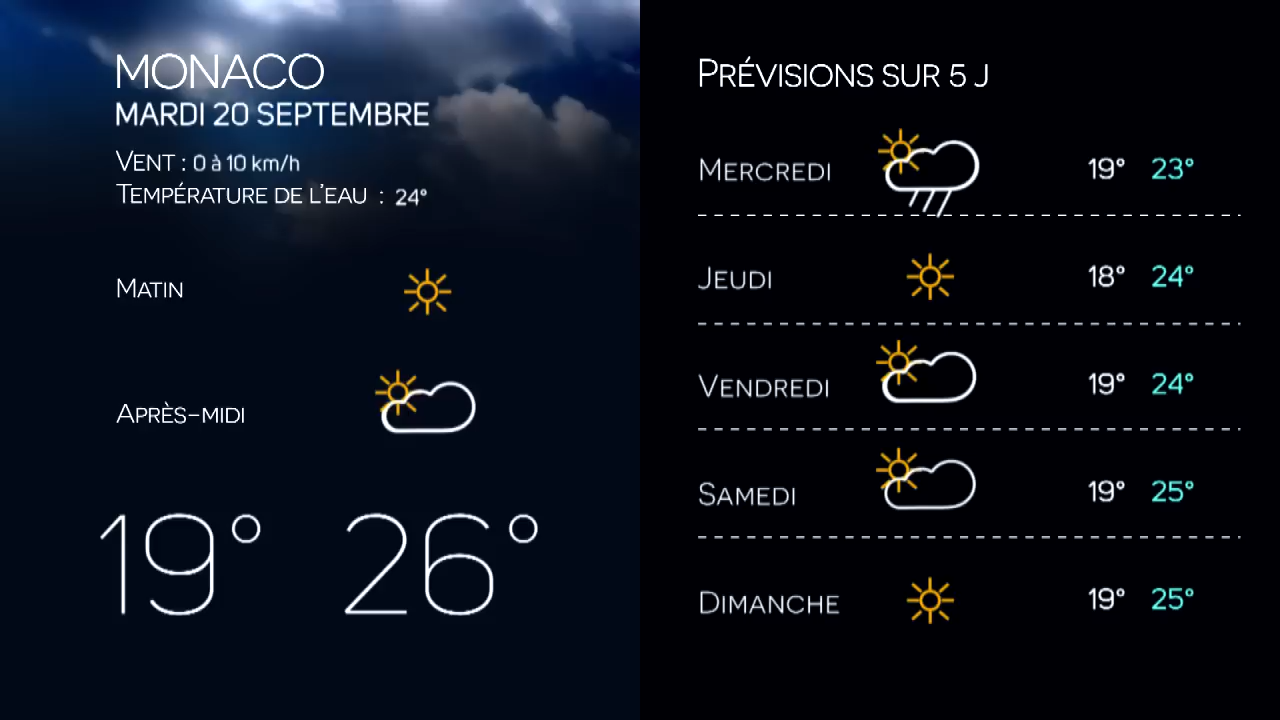 MONACO
MARDI 20 SEPTEMBRE
VENT : 0 à 10 km/h
TEMPÉRATURE DE L'EAU : 24°
MATIN
APRÈS-MIDI
19° 26°
PRÉVISIONS SUR 5 J
MERCREDI 19° 23°
JEUDI 18° 24°
VENDREDI 19° 24°
SAMEDI 19° 25°
DIMANCHE 19° 25°